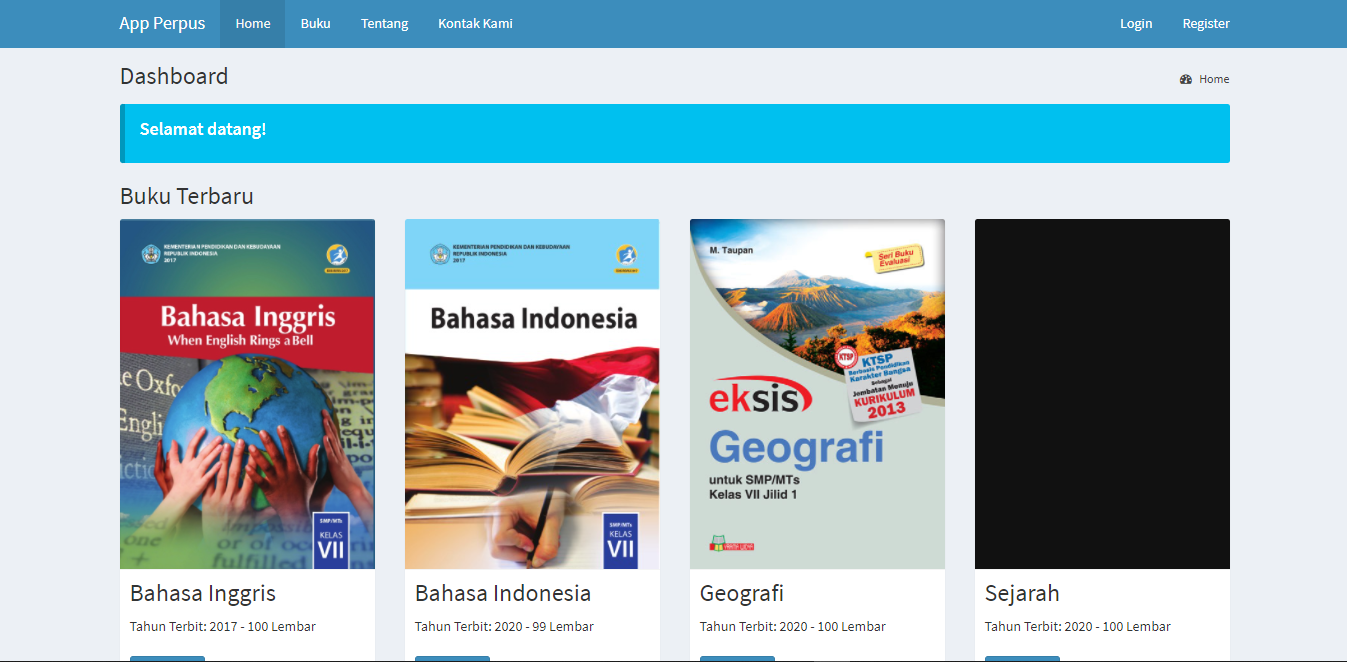 App Perpus Home Buku Tentang Kontak Kami Login Register
Dashboard
Home
Selamat datang!
Buku Terbaru
KEMENTERIAN PENDIDIKAN DAN KEBUDAYAAN
REPUBLIK INDONESIA
2017
Bahasa Inggris
When English Rings a Bell
SMP/MTs
KELAS
VII
KEMENTERIAN PENDIDIKAN DAN KEBUDAYAAN
REPUBLIK INDONESIA
2017
Bahasa Indonesia
SMP/MTs
KELAS
VII
M. Taupan
Seri Buku
Evaluasi
KTSP
KTSP
Berbasis Pendidikan
Karakter Bangsa
Sebagai
Jembatan Menuju
KURIKULUM
2013
eksis
Geografi
untuk SMP/MTs
Kelas VII Jilid 1
Bahasa Inggris
Tahun Terbit: 2017 - 100 Lembar
Bahasa Indonesia
Tahun Terbit: 2020 - 99 Lembar
Geografi
Tahun Terbit: 2020 - 100 Lembar
Sejarah
Tahun Terbit: 2020 - 100 Lembar